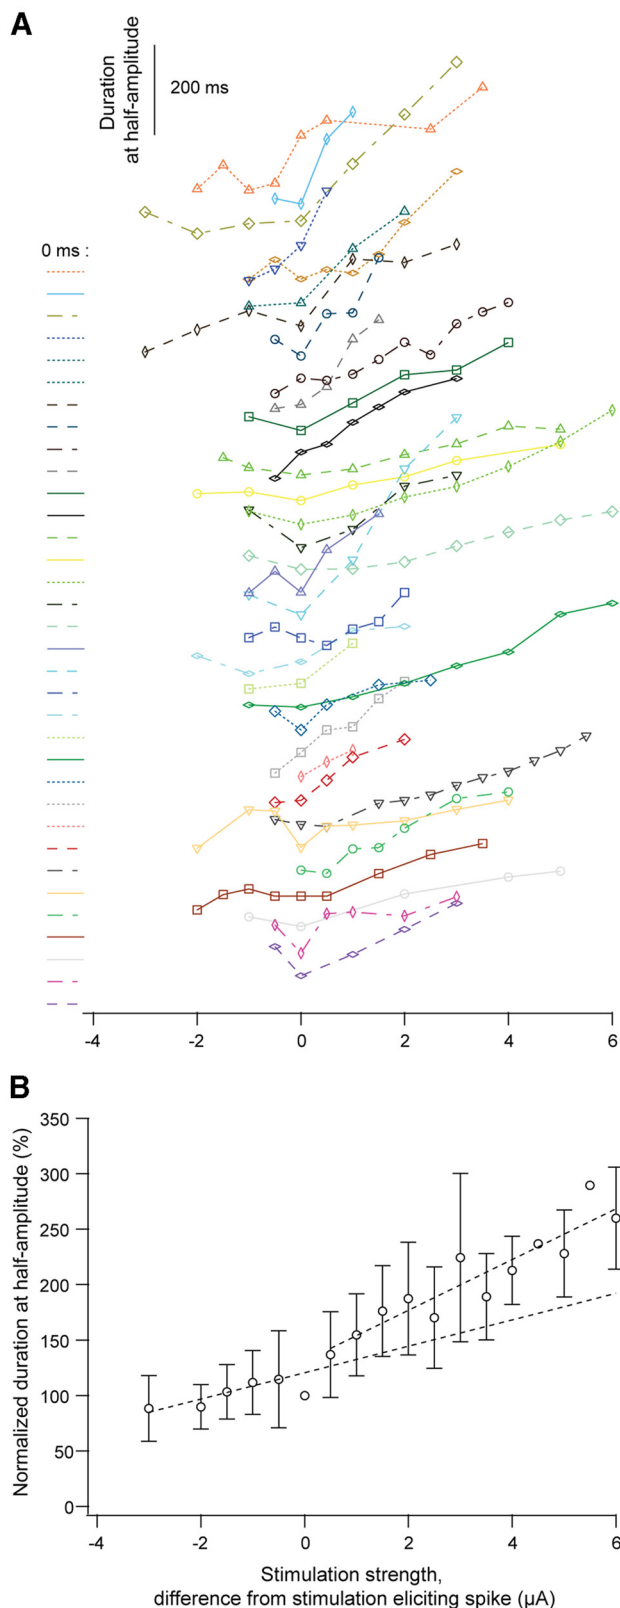 A
Duration
at half-amplitude
200 ms
0 ms :
-4 -2 0 2 4 6
B
Normalized duration at half-amplitude (%)
350
300
250
200
150
100
50
0
-4 -2 0 2 4 6
Stimulation strength,
difference from stimulation eliciting spike (µA)